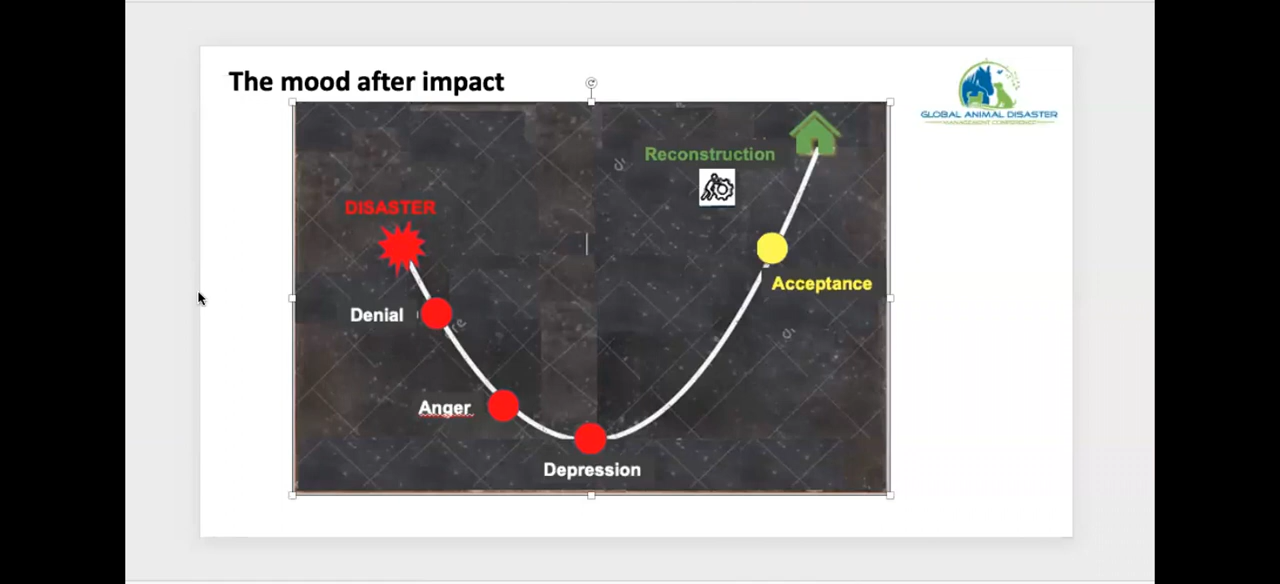 The mood after impact
GLOBAL ANIMAL DISASTER
MANAGEMENT CONFERENCE
Reconstruction
DISASTER
Acceptance
Denial
Anger
Depression